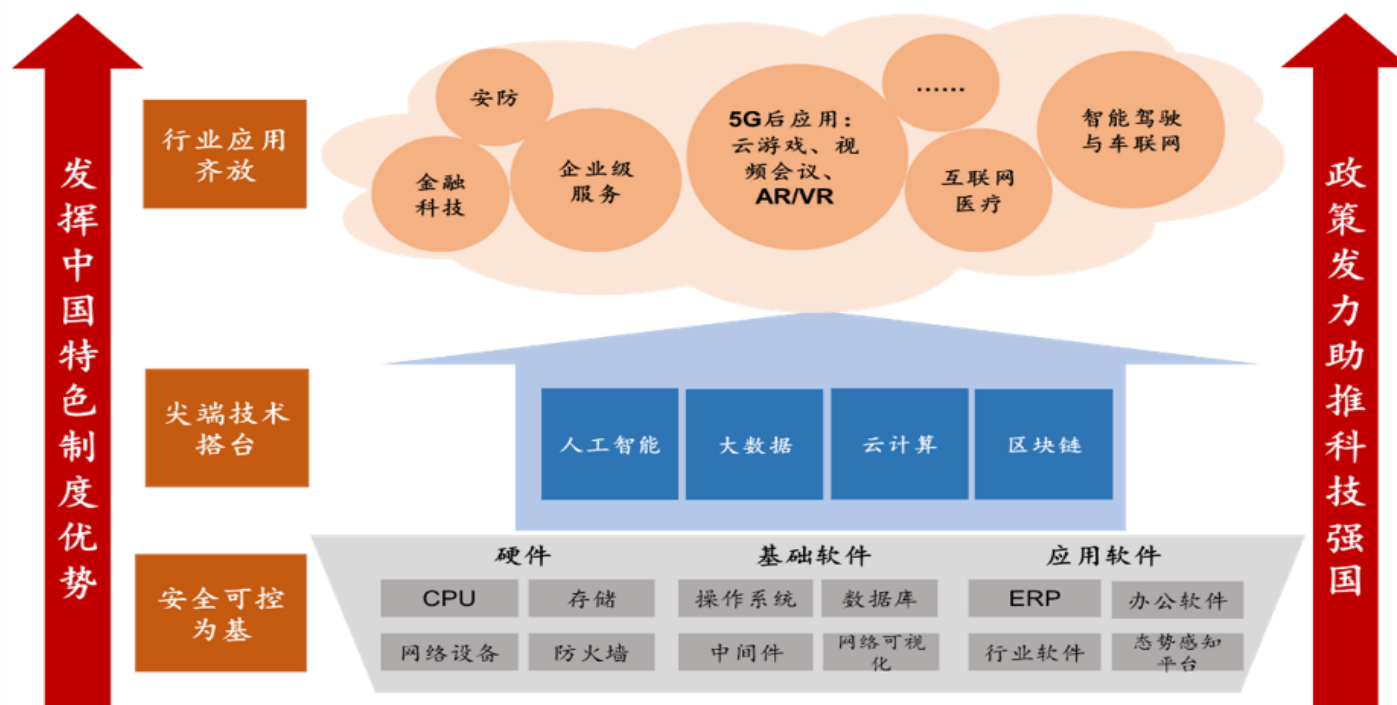 发挥中国特色制度优势
行业应用
齐放
安防
金融
科技
企业级
服务
5G后应用：
云游戏、视
频会议、
AR/VR
……
互联网
医疗
智能驾驶
与车联网
尖端技术
搭台
人工智能
大数据
云计算
区块链
安全可控
为基
硬件
基础软件
应用软件
CPU
存储
操作系统
数据库
ERP
办公软件
网络设备
防火墙
中间件
网络可视
化
行业软件
态势感知
平台
政策发力助推科技强国